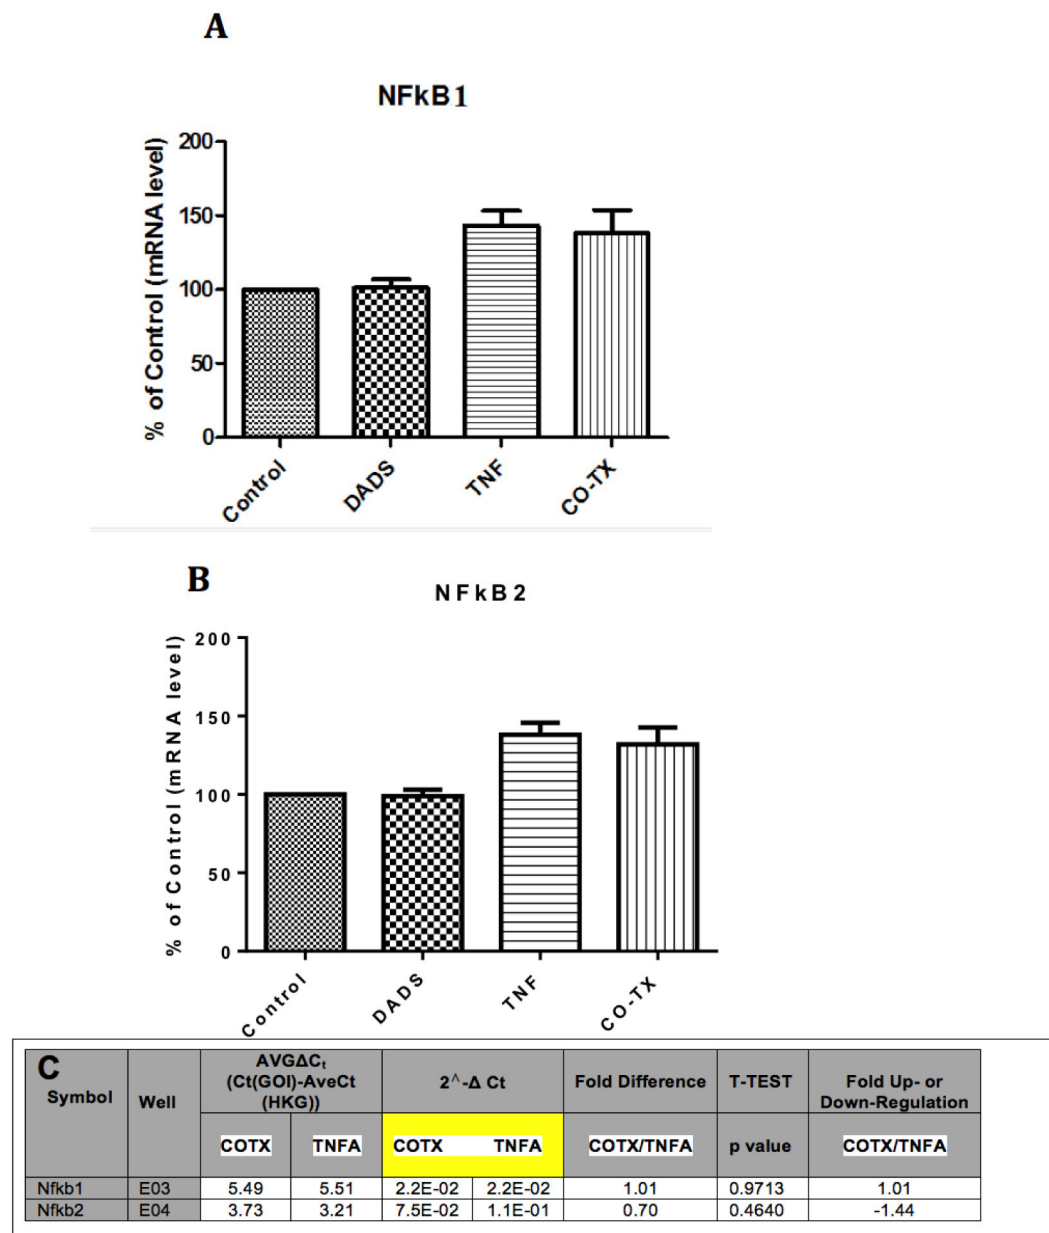 A
NFkB1
% of Control (mRNA level)
200
150
100
50
0
Control
DADS
TNF
CO-TX
B
NFkB2
% of Control (mRNA level)
200
150
100
50
0
Control
DADS
TNF
CO-TX
C
Symbol Well AVGΔCt (Ct(GOI)-AveCt (HKG)) 2^-Δ Ct Fold Difference T-TEST Fold Up- or Down-Regulation
COTX TNFA COTX TNFA COTX/TNFA p value COTX/TNFA
Nfkb1 E03 5.49 5.51 2.2E-02 2.2E-02 1.01 0.9713 1.01
Nfkb2 E04 3.73 3.21 7.5E-02 1.1E-01 0.70 0.4640 -1.44